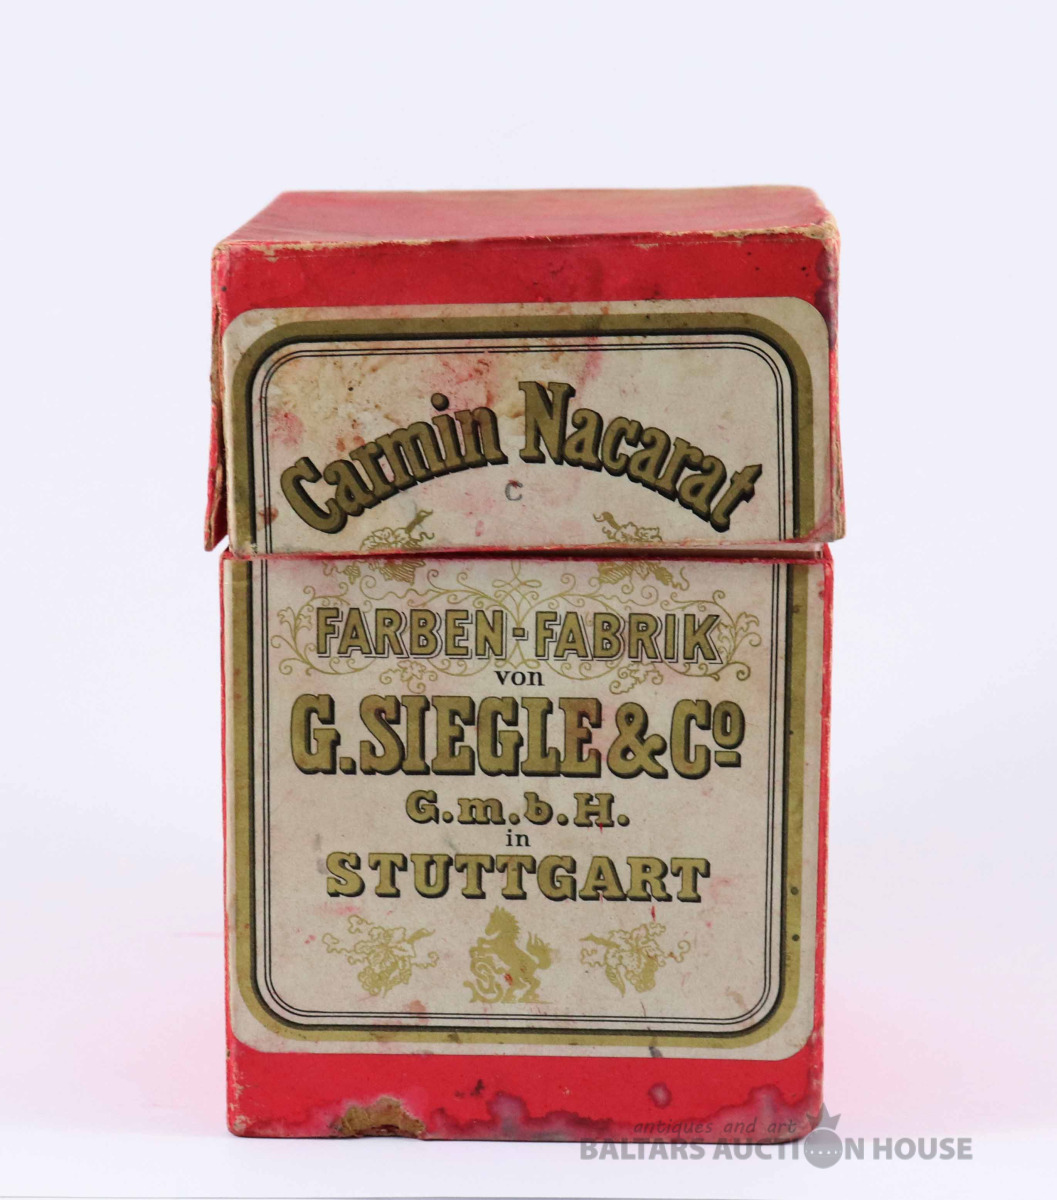 Carmin Nacarat
C
FARBEN-FABRIK
von
G. SIEGLE & Co
G.m.b.H.
in
STUTTGART
antiques and art
BALTARS AUCTION HOUSE